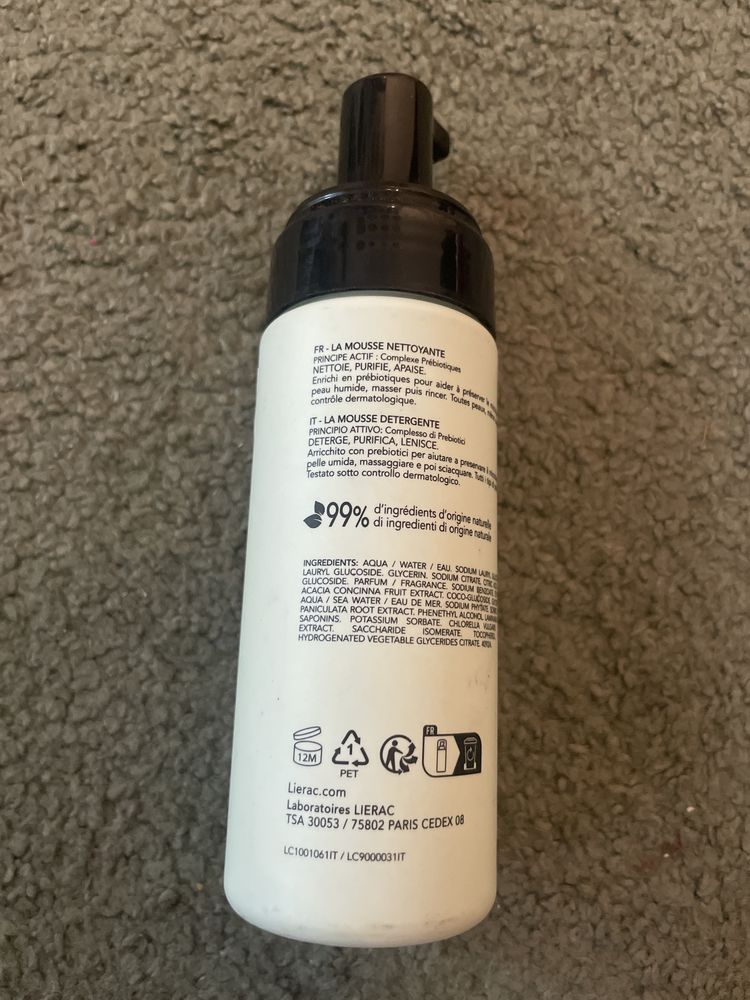 FR - LA MOUSSE NETTOYANTE
PRINCIPE ACTIF : Complexe Prébiotiques
NETTOIE, PURIFIE, APAISE.
Enrichi en prébiotiques pour aider à préserver le
peau humide, masser puis rincer. Toutes peaux,
contrôle dermatologique.
IT - LA MOUSSE DETERGENTE
PRINCIPIO ATTIVO: Complesso di Prebiotici
DETERGE, PURIFICA, LENISCE.
Arricchito con prebiotici per aiutare a preservare il
pelle umida, massaggiare e poi sciacquare. Tutti i
Testato sotto controllo dermatologico.
99% d'ingrédients d'origine naturelle
di ingredienti di origine naturale
INGREDIENTS: AQUA / WATER / EAU. SODIUM LAURYL
LAURYL GLUCOSIDE. GLYCERIN. SODIUM CITRATE. CITRIC
GLUCOSIDE. PARFUM / FRAGRANCE. SODIUM BENZOATE.
ACACIA CONCINNA FRUIT EXTRACT. COCO-GLUCOSIDE.
AQUA / SEA WATER / EAU DE MER. SODIUM PHYTATE.
PANICULATA ROOT EXTRACT. PHENETHYL ALCOHOL.
SAPONINS. POTASSIUM SORBATE. CHLORELLA VULGARIS
EXTRACT. SACCHARIDE ISOMERATE. TOCOPHEROL.
HYDROGENATED VEGETABLE GLYCERIDES CITRATE.
12M
1
PET
FR
Lierac.com
Laboratoires LIERAC
TSA 30053 / 75802 PARIS CEDEX 08
LC1001061IT / LC9000031IT